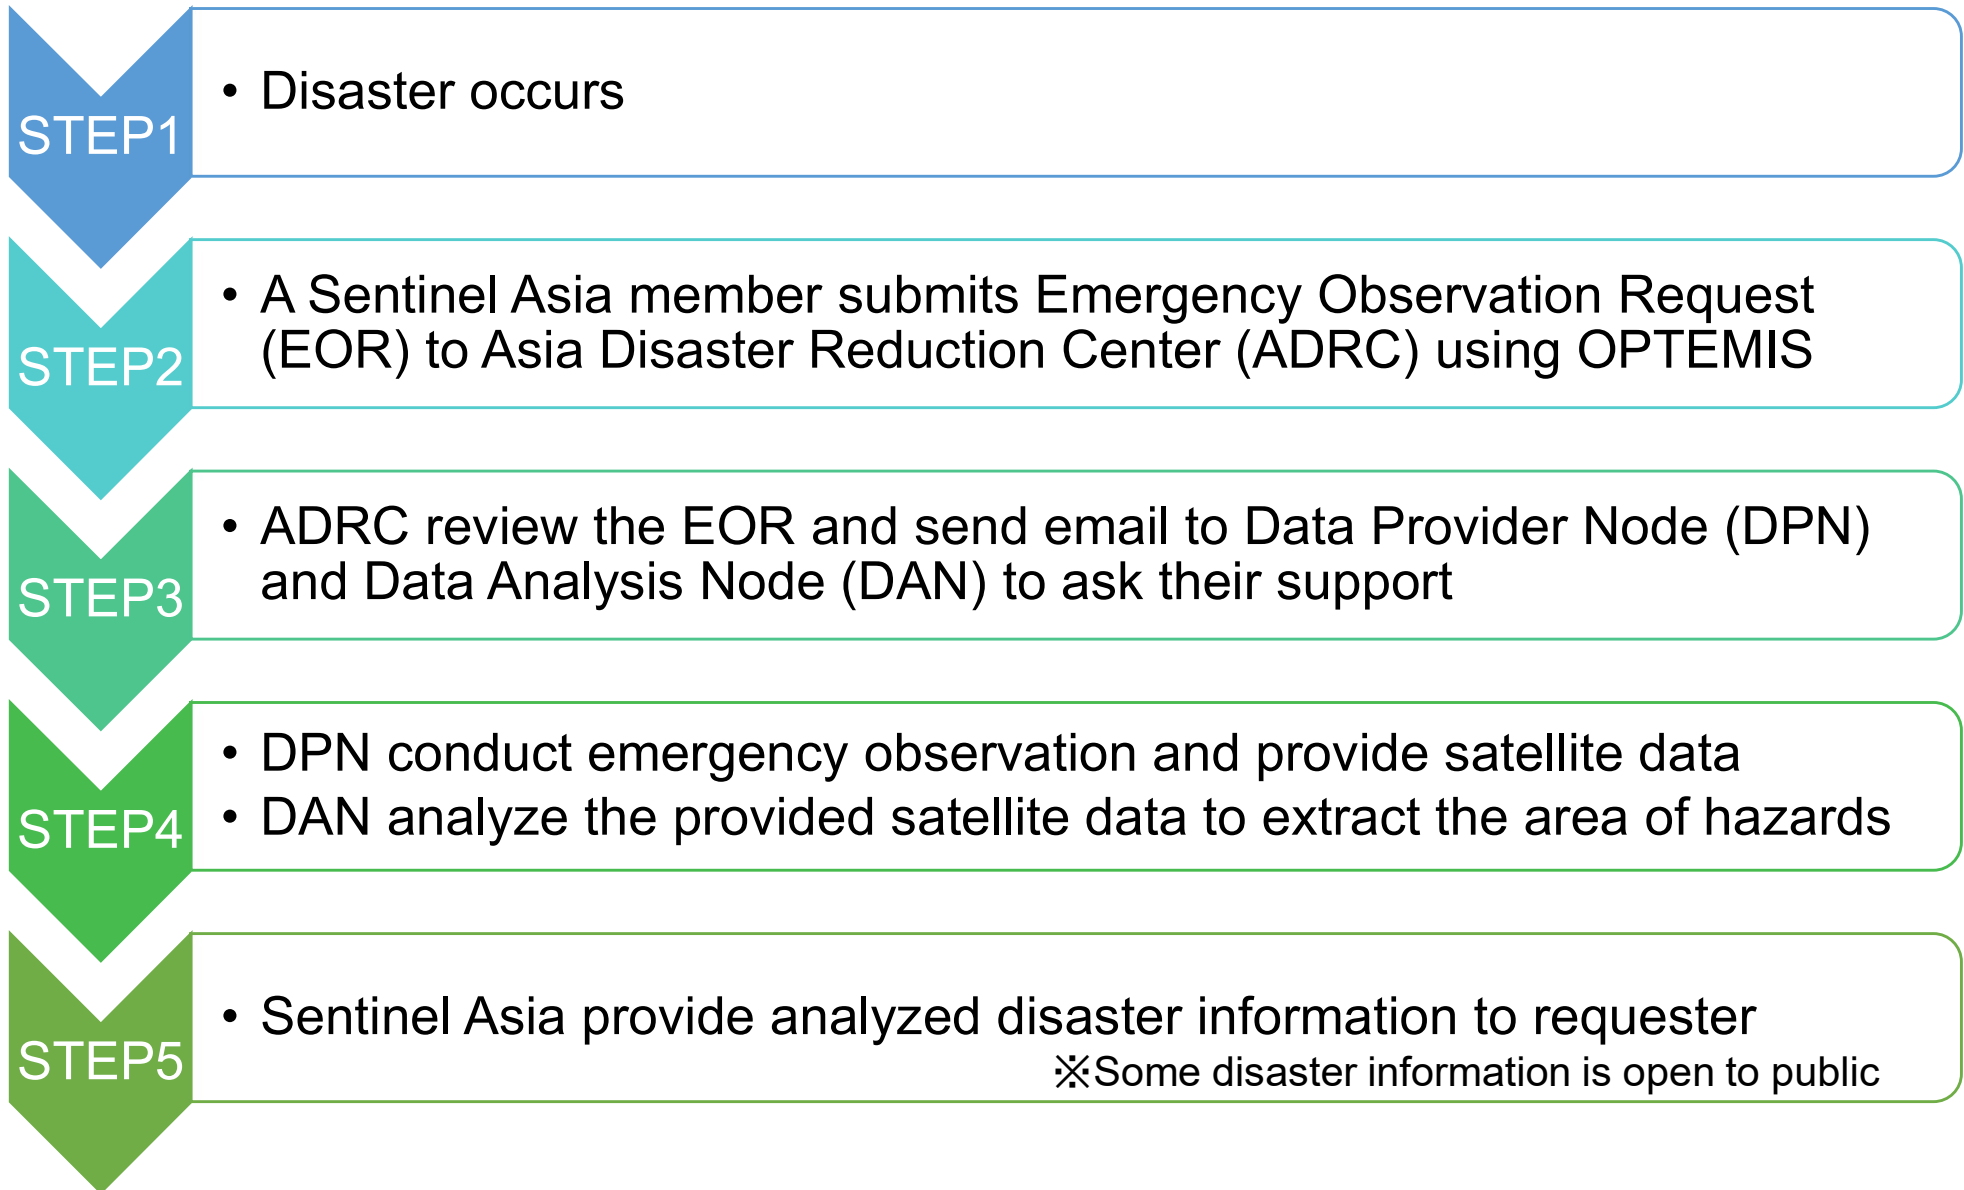 STEP1
• Disaster occurs
STEP2
• A Sentinel Asia member submits Emergency Observation Request
(EOR) to Asia Disaster Reduction Center (ADRC) using OPTEMIS
STEP3
• ADRC review the EOR and send email to Data Provider Node (DPN)
and Data Analysis Node (DAN) to ask their support
STEP4
• DPN conduct emergency observation and provide satellite data
• DAN analyze the provided satellite data to extract the area of hazards
STEP5
• Sentinel Asia provide analyzed disaster information to requester
※Some disaster information is open to public